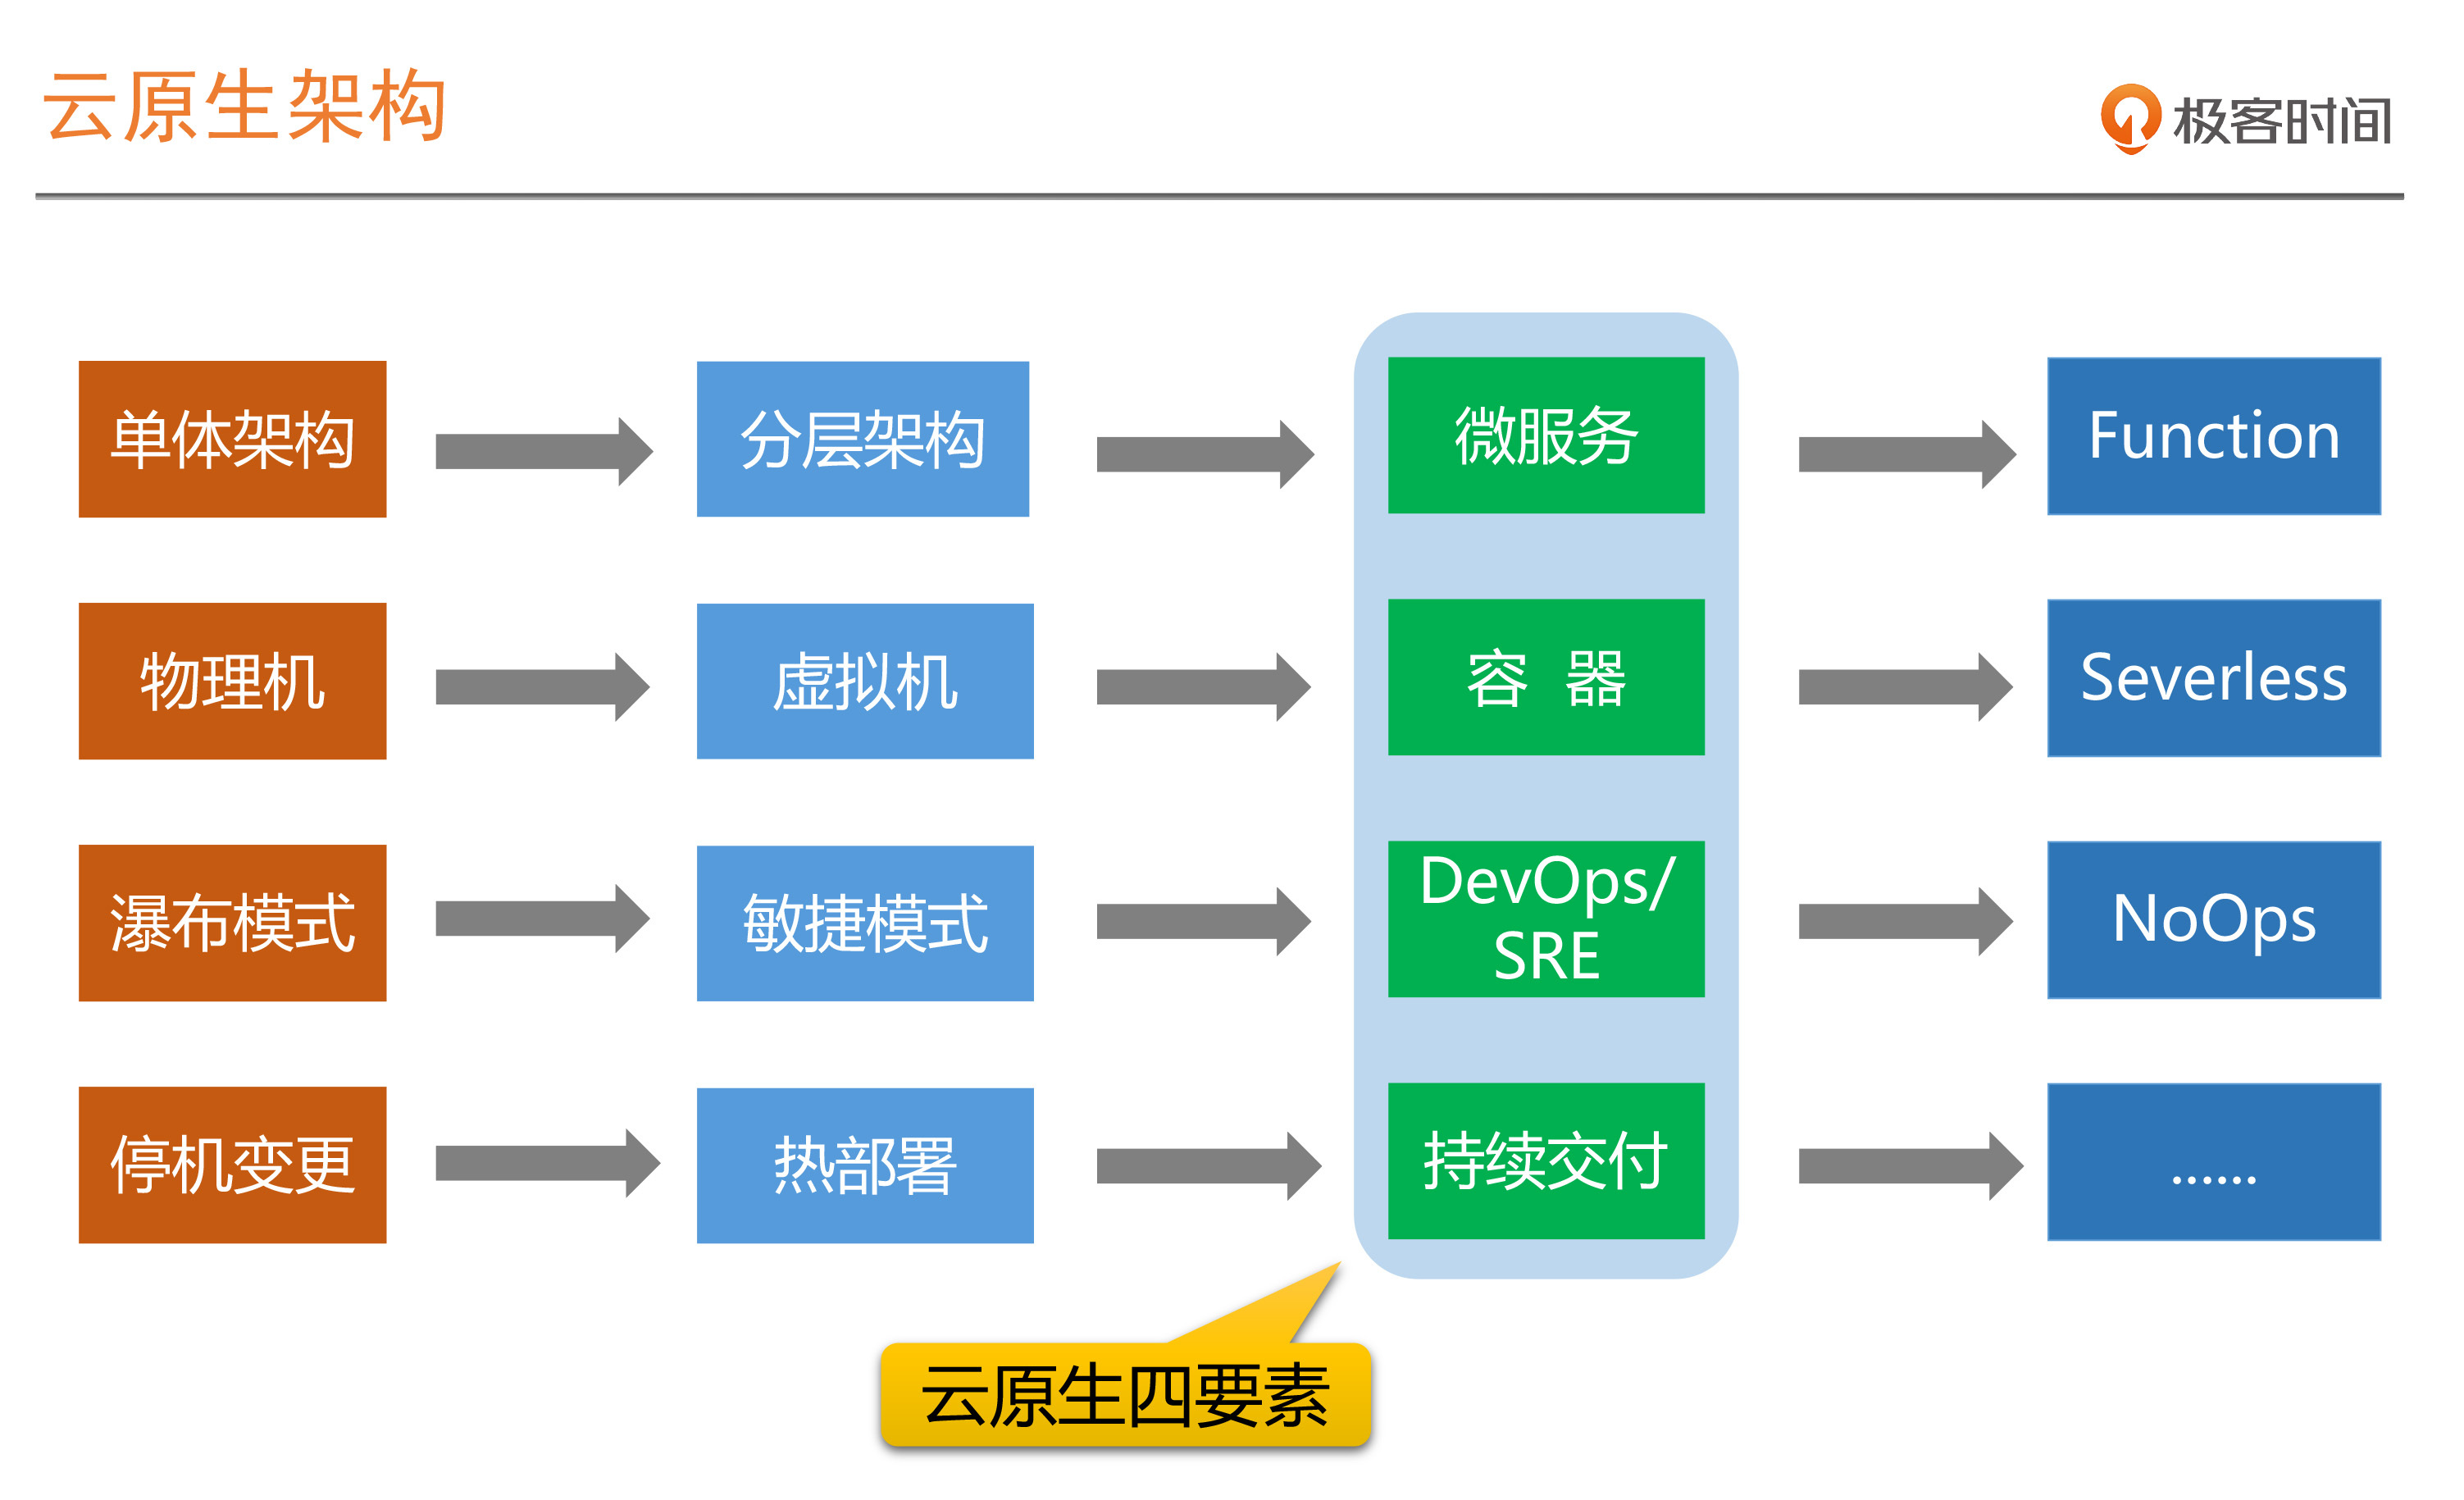 云原生架构
极客时间
单体架构
分层架构
微服务
Function
物理机
虚拟机
容 器
Severless
瀑布模式
敏捷模式
DevOps/
SRE
NoOps
停机变更
热部署
持续交付
……
云原生四要素